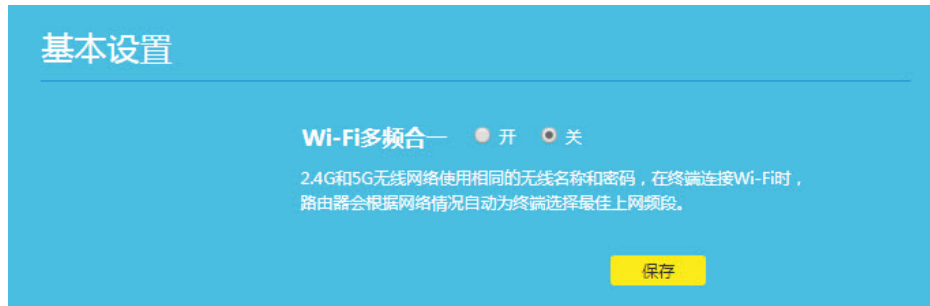 基本设置
Wi-Fi多频合一 开 关
2.4G和5G无线网络使用相同的无线名称和密码，在终端连接Wi-Fi时，
路由器会根据网络情况自动为终端选择最佳上网频段。
保存